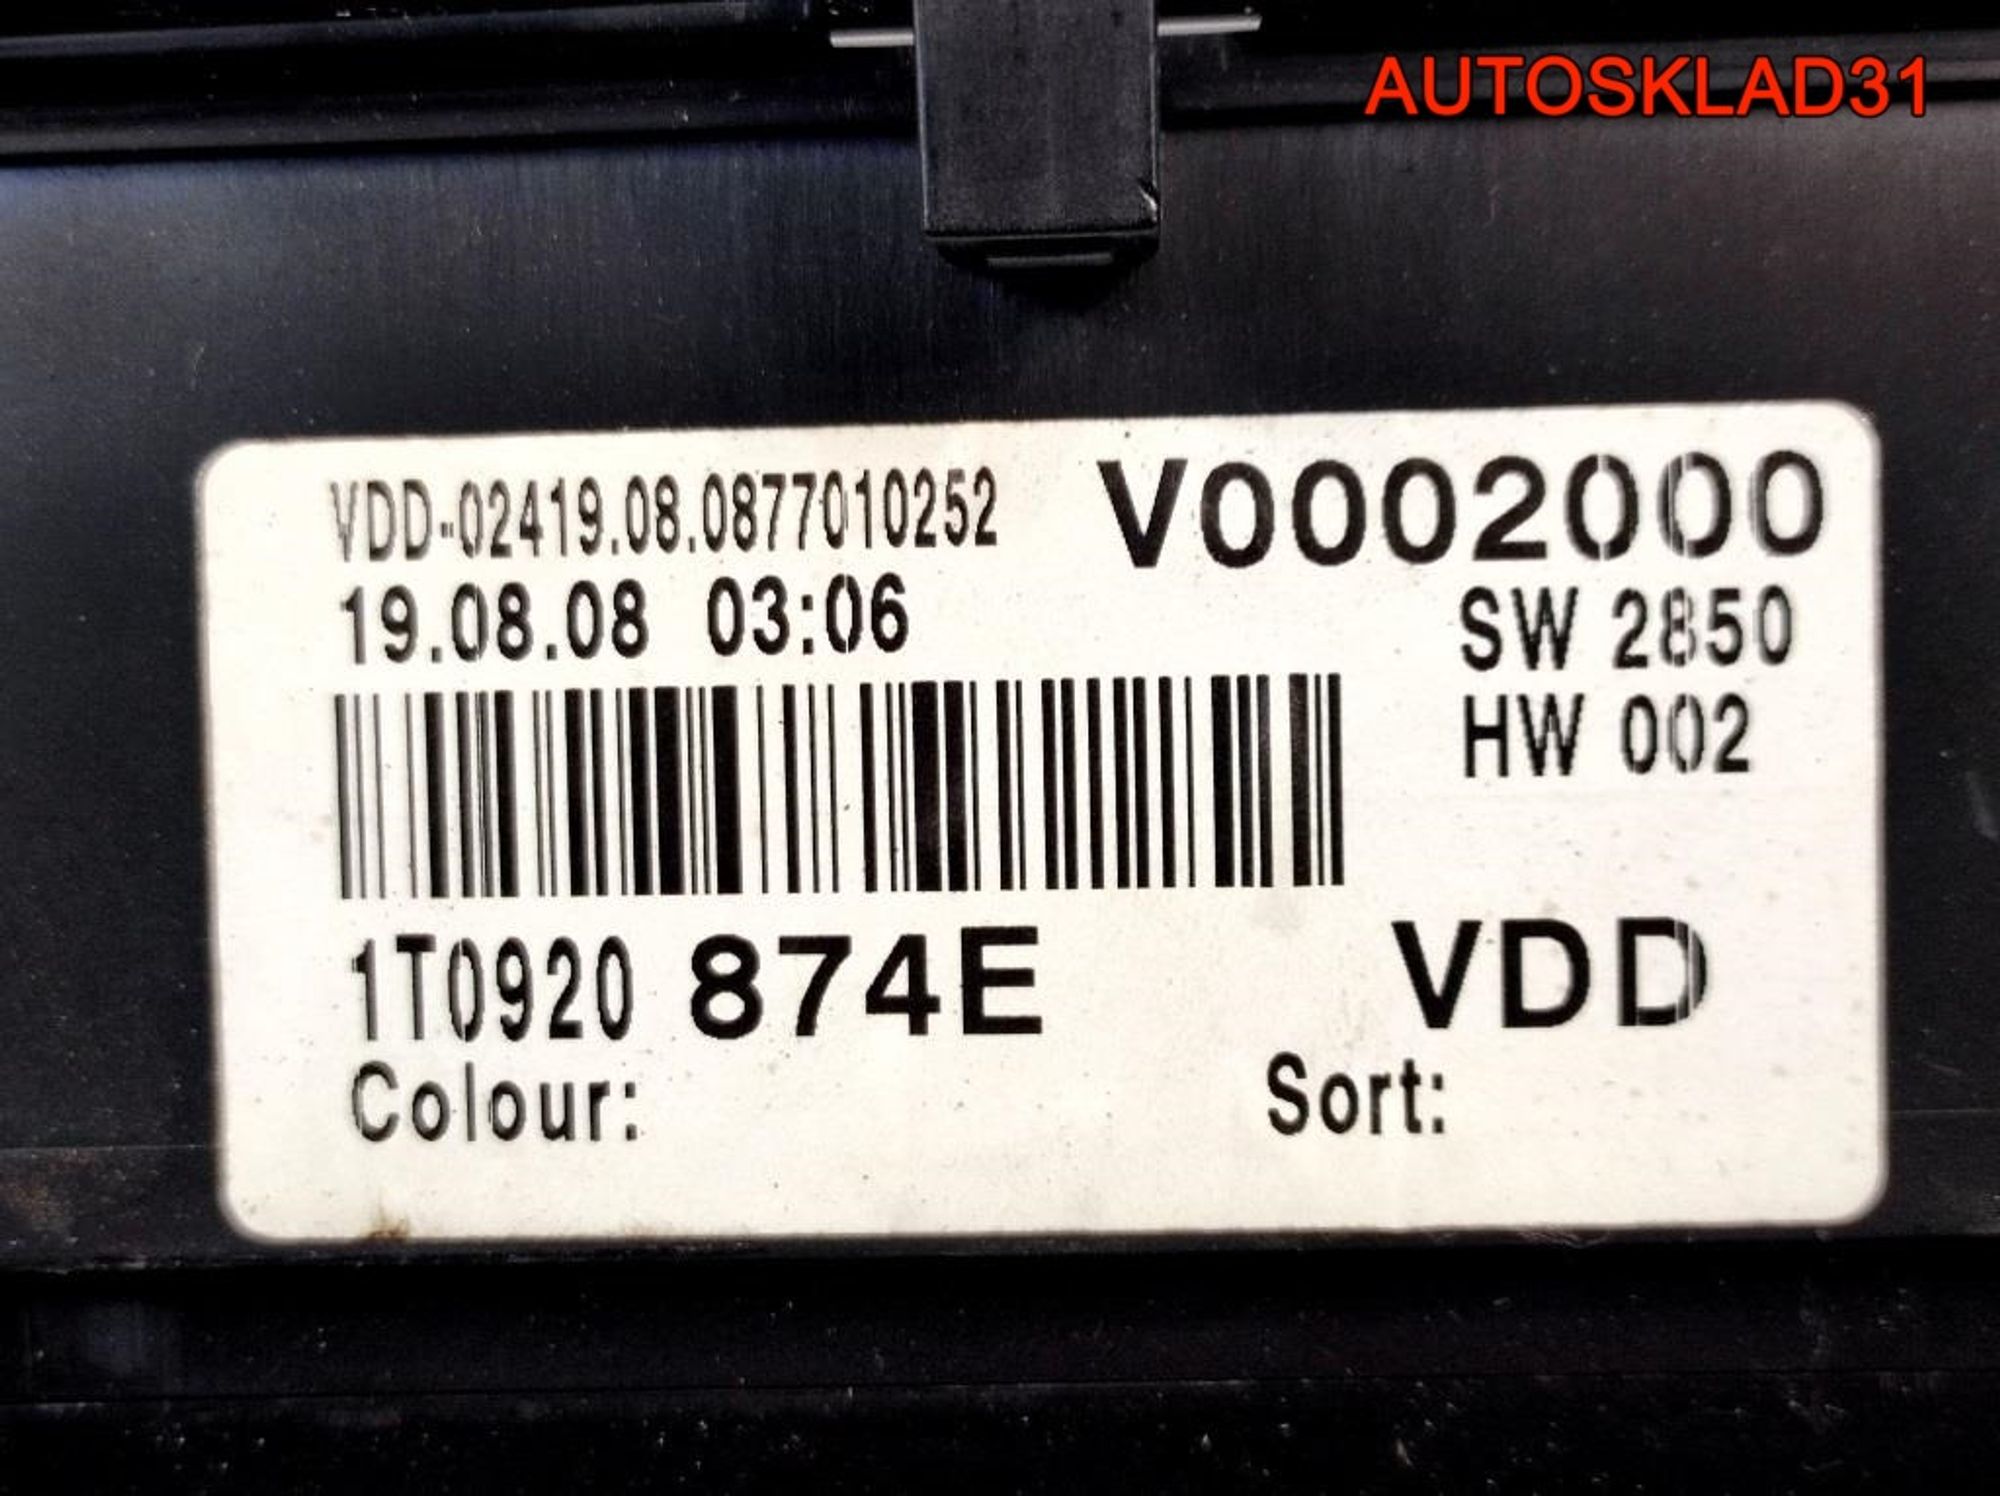 AUTOSKLAD31
VDD-02419.08.0877010252 V0002000
19.08.08 03:06 SW 2850
HW 002
1T0920 874E VDD
Colour: Sort: